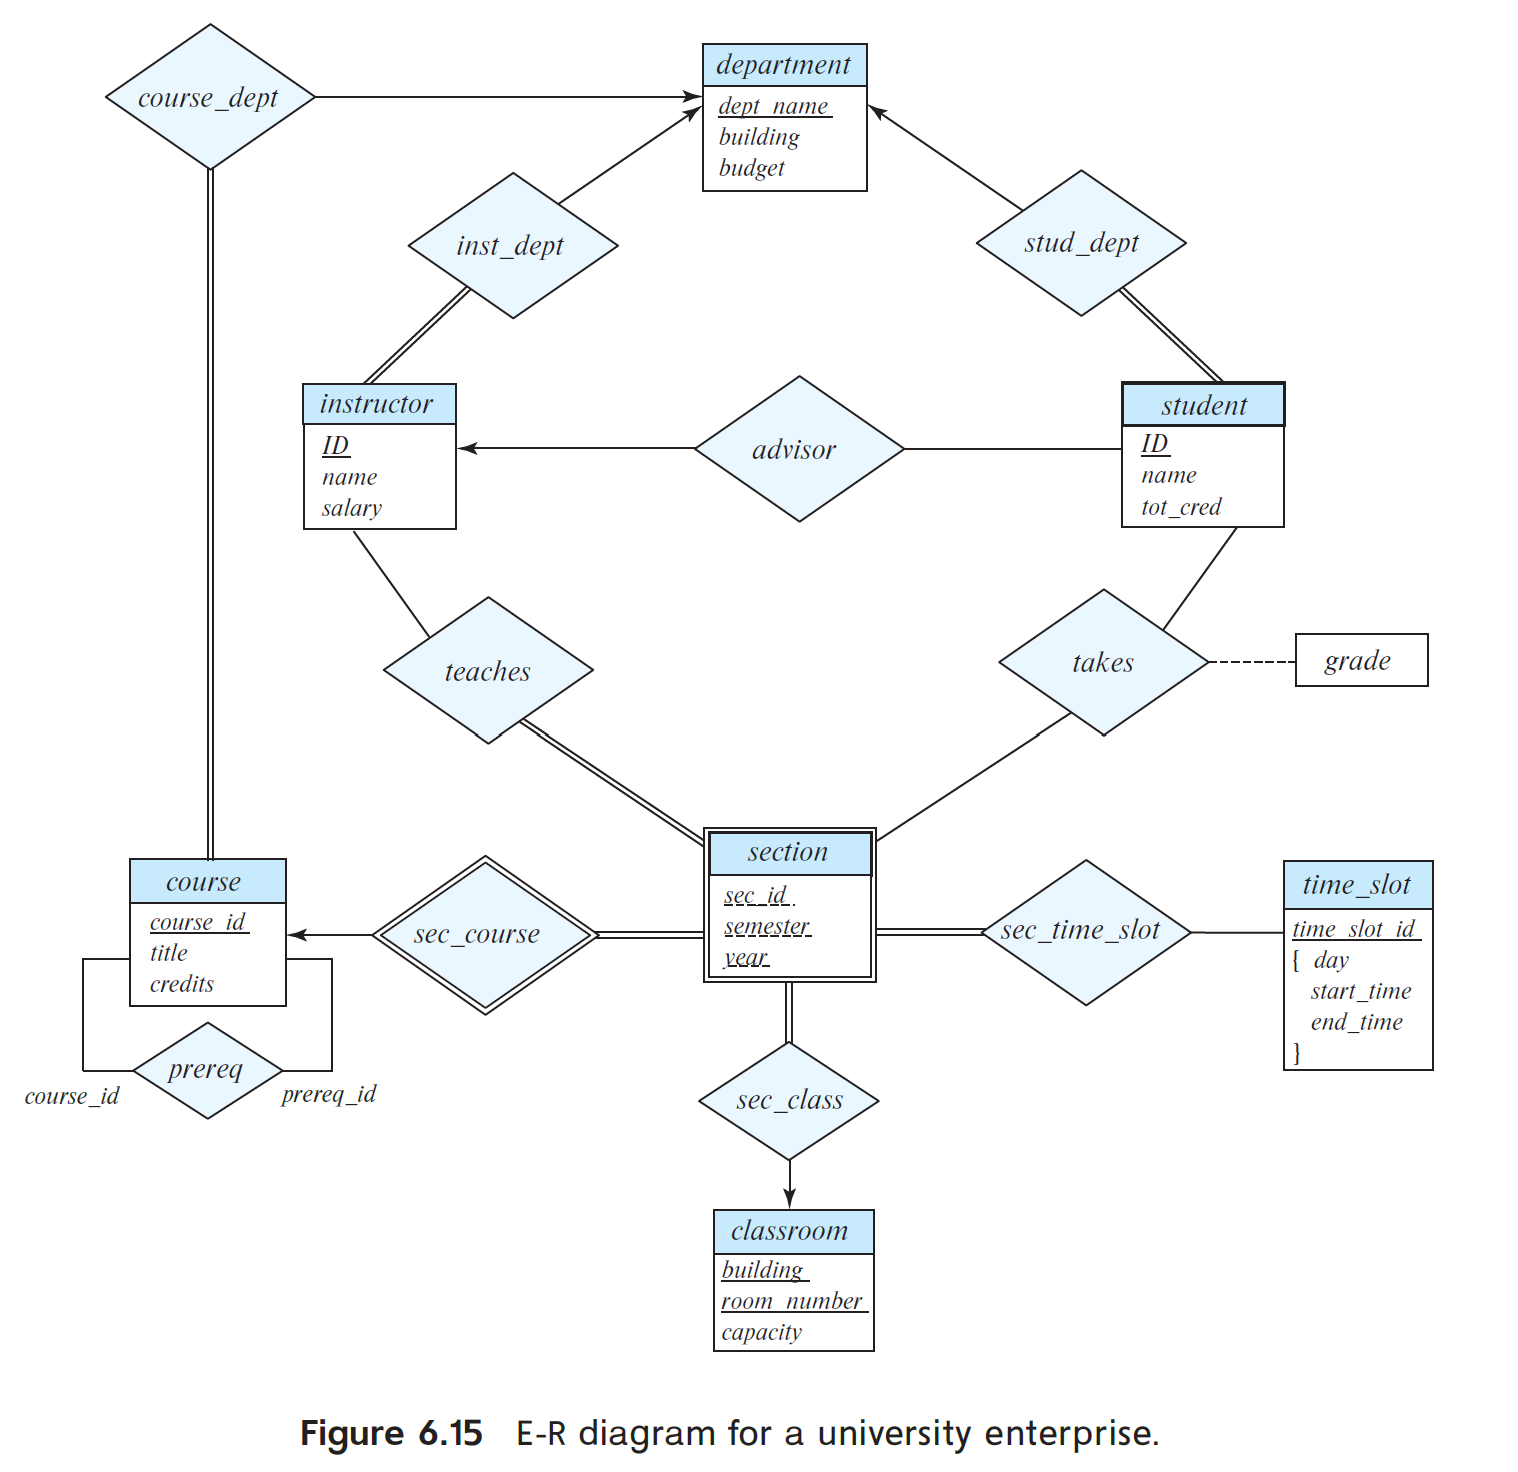 course_dept
department
dept_name
building
budget
inst_dept
stud_dept
instructor
ID
name
salary
advisor
student
ID
name
tot_cred
teaches
takes
grade
course
course_id
title
credits
sec_course
section
sec_id
semester
year
sec_time_slot
time_slot
time_slot_id
{ day
start_time
end_time
}
prereq
course_id
prereq_id
sec_class
classroom
building
room_number
capacity
Figure 6.15 E-R diagram for a university enterprise.